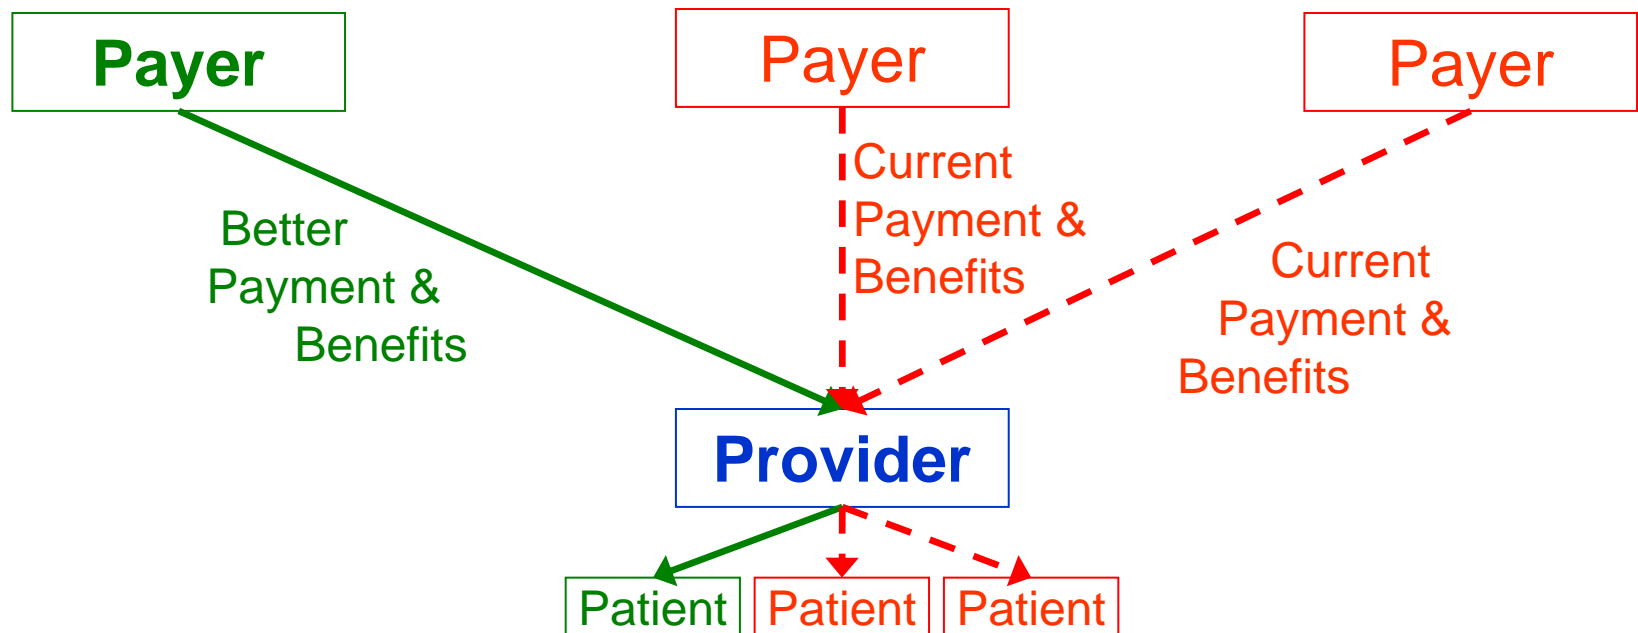 Payer
Payer
Payer
Better
Payment &
Benefits
Current
Payment &
Benefits
Current
Payment &
Benefits
Provider
Patient
Patient
Patient